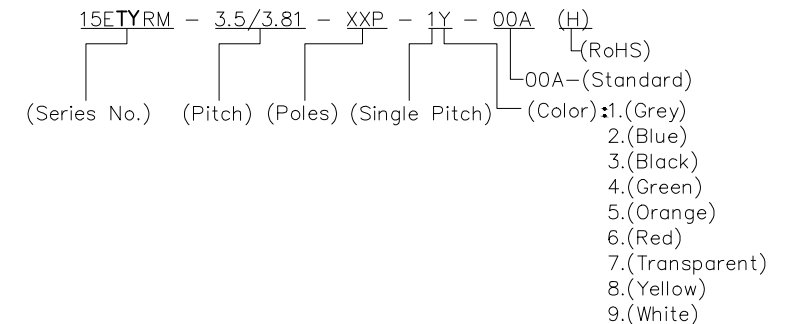 15ETYRM - 3.5/3.81 - XXP - 1Y - 00A (H)
(RoHS)
00A-(Standard)
(Series No.) (Pitch) (Poles) (Single Pitch) (Color):1.(Grey)
2.(Blue)
3.(Black)
4.(Green)
5.(Orange)
6.(Red)
7.(Transparent)
8.(Yellow)
9.(White)